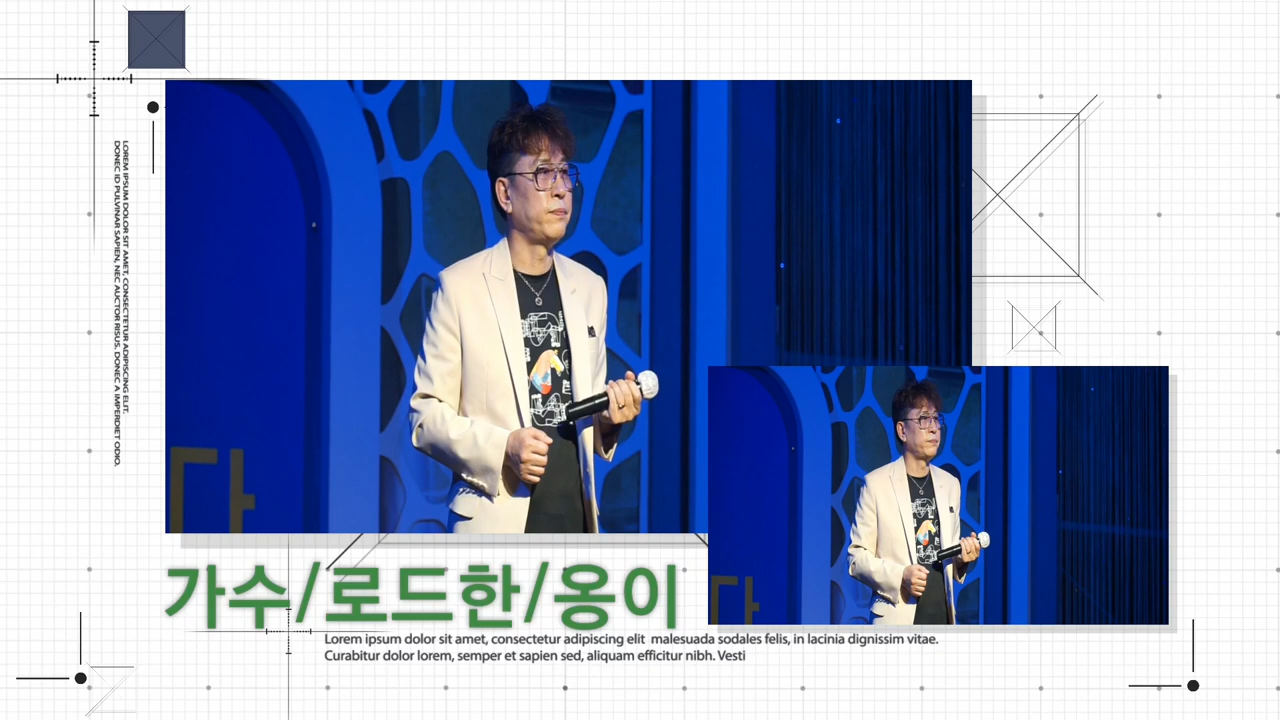 LOREM IPSUM DOLOR SIT AMET, CONSECTETUR ADIPISCING ELIT.
DONEC ID PULVINAR SAPIEN, NEC AUCTOR RISUS. DONEC A IMPERDIET ODIO.
다
다
가수/로드한/옹이
Lorem ipsum dolor sit amet, consectetur adipiscing elit  malesuada sodales felis, in lacinia dignissim vitae.
Curabitur dolor lorem, semper et sapien sed, aliquam efficitur nibh. Vesti